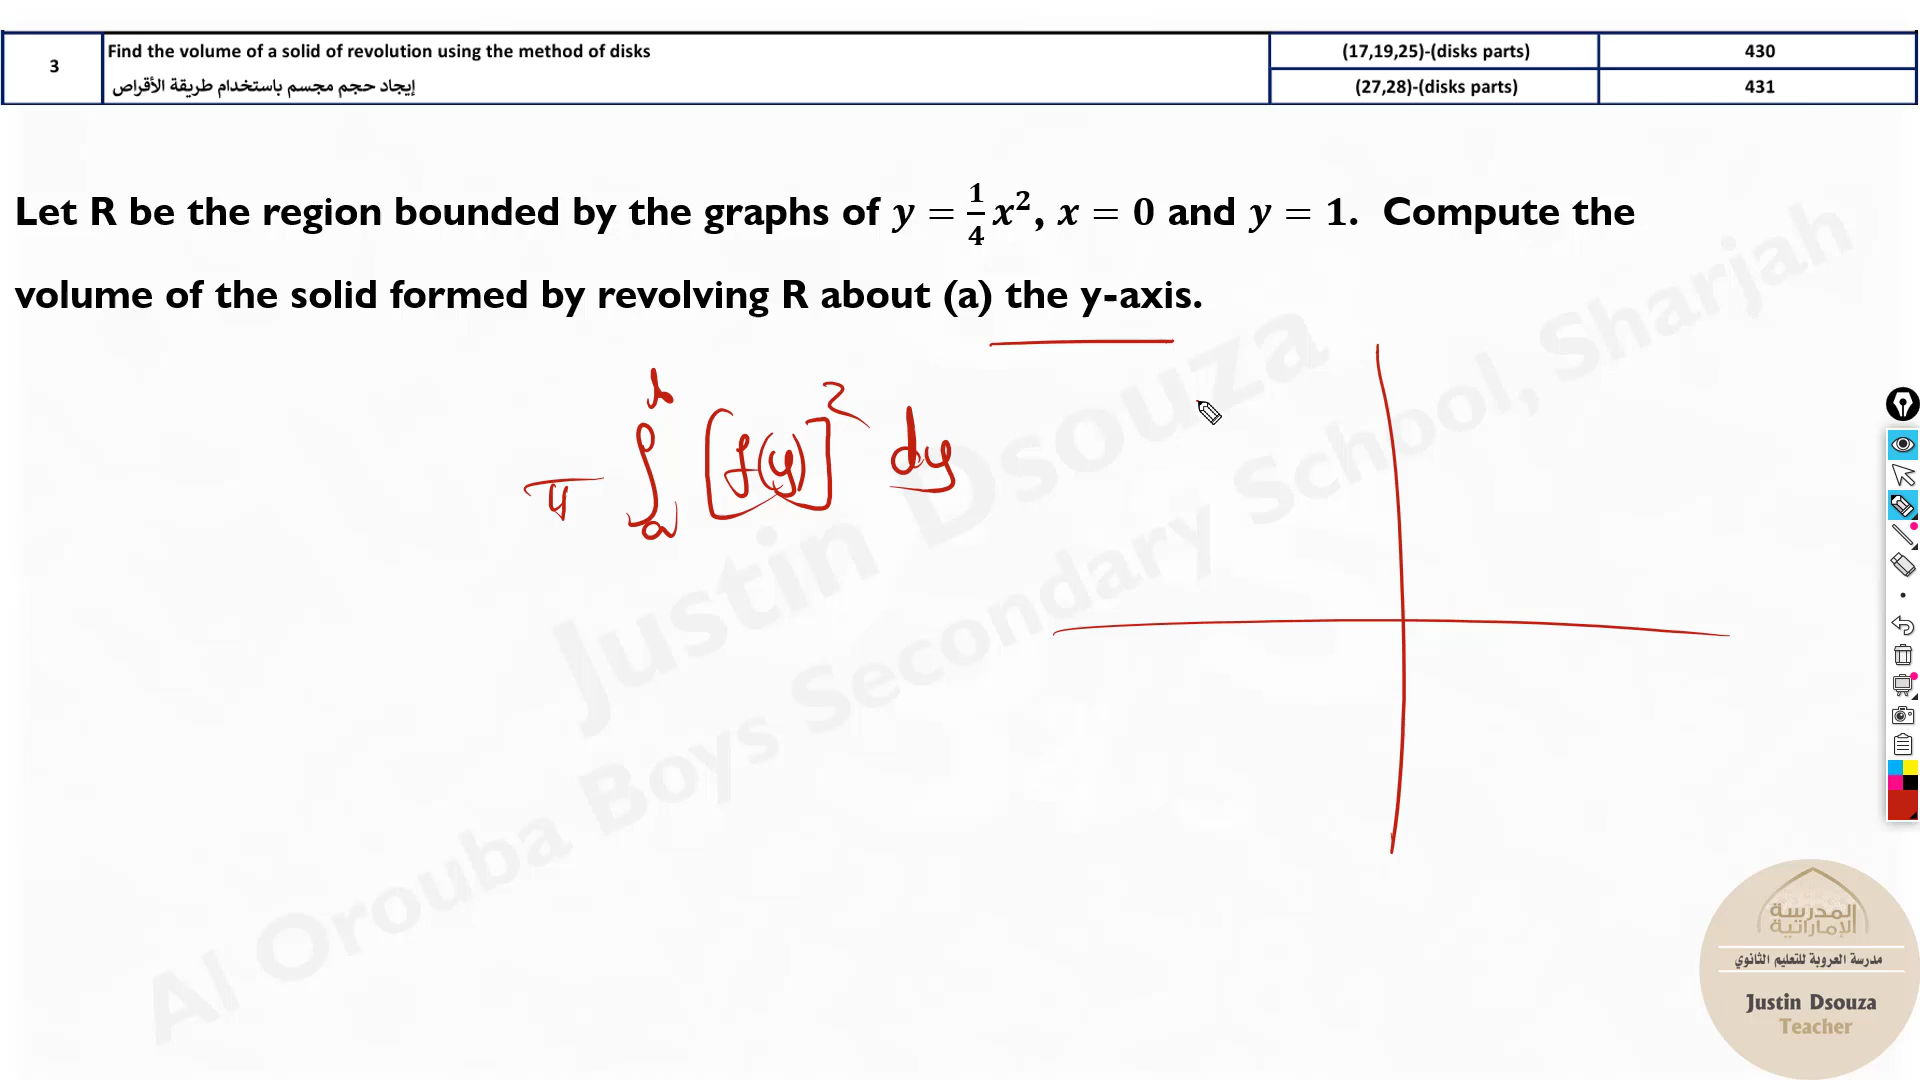 3
Find the volume of a solid of revolution using the method of disks
إيجاد حجم مجسم باستخدام طريقة الأقراص
(17,19,25)-(disks parts)
430
(27,28)-(disks parts)
431
Let R be the region bounded by the graphs of y = 1/4 x², x = 0 and y = 1. Compute the
volume of the solid formed by revolving R about (a) the y-axis.
π ∫ₐᵇ [f(y)]² dy
Justin Dsouza
Al Orouba Boys Secondary School, Sharjah
المدرسة
الإماراتية
مدرسة العروبة للتعليم الثانوي
Justin Dsouza
Teacher